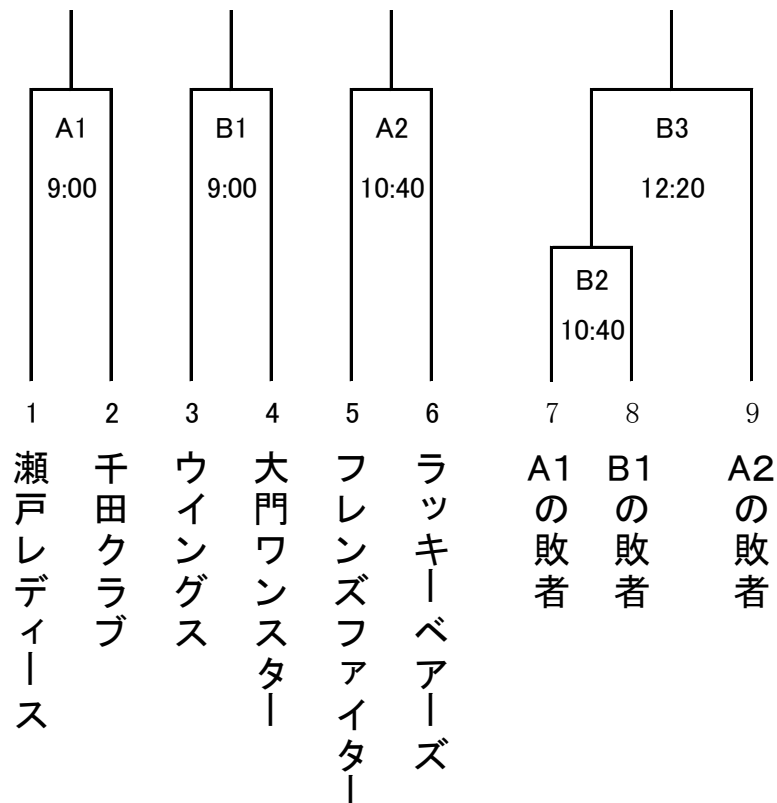 A1
B1
A2
B3
9:00
9:00
10:40
12:20
B2
10:40
1
2
3
4
5
6
7
8
9
瀬戸レディース
千田クラブ
ウイングス
大門ワンスター
フレンズファイター
ラッキーベアーズ
A1の敗者
B1の敗者
A2の敗者